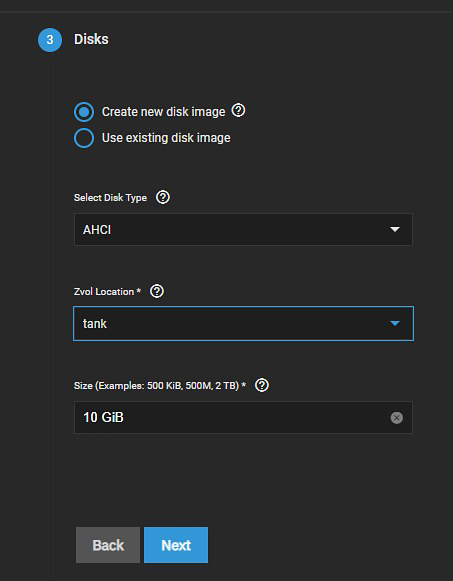 3 Disks
Create new disk image
Use existing disk image
Select Disk Type
AHCI
Zvol Location *
tank
Size (Examples: 500 KiB, 500M, 2 TB) *
10 GiB
Back Next